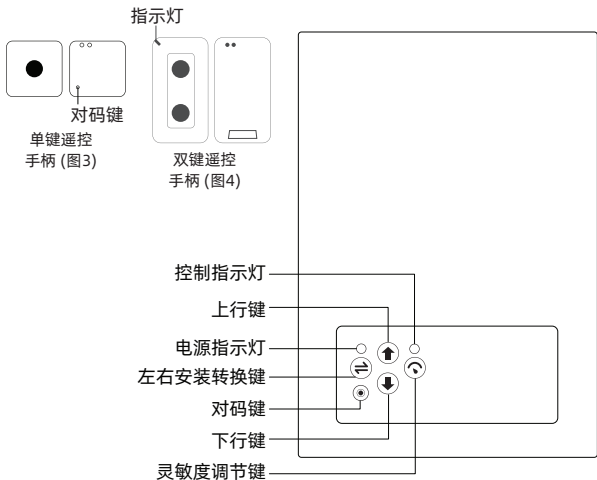 指示灯
对码键
单键遥控
手柄 (图3)
双键遥控
手柄 (图4)
控制指示灯
上行键
电源指示灯
左右安装转换键
对码键
下行键
灵敏度调节键